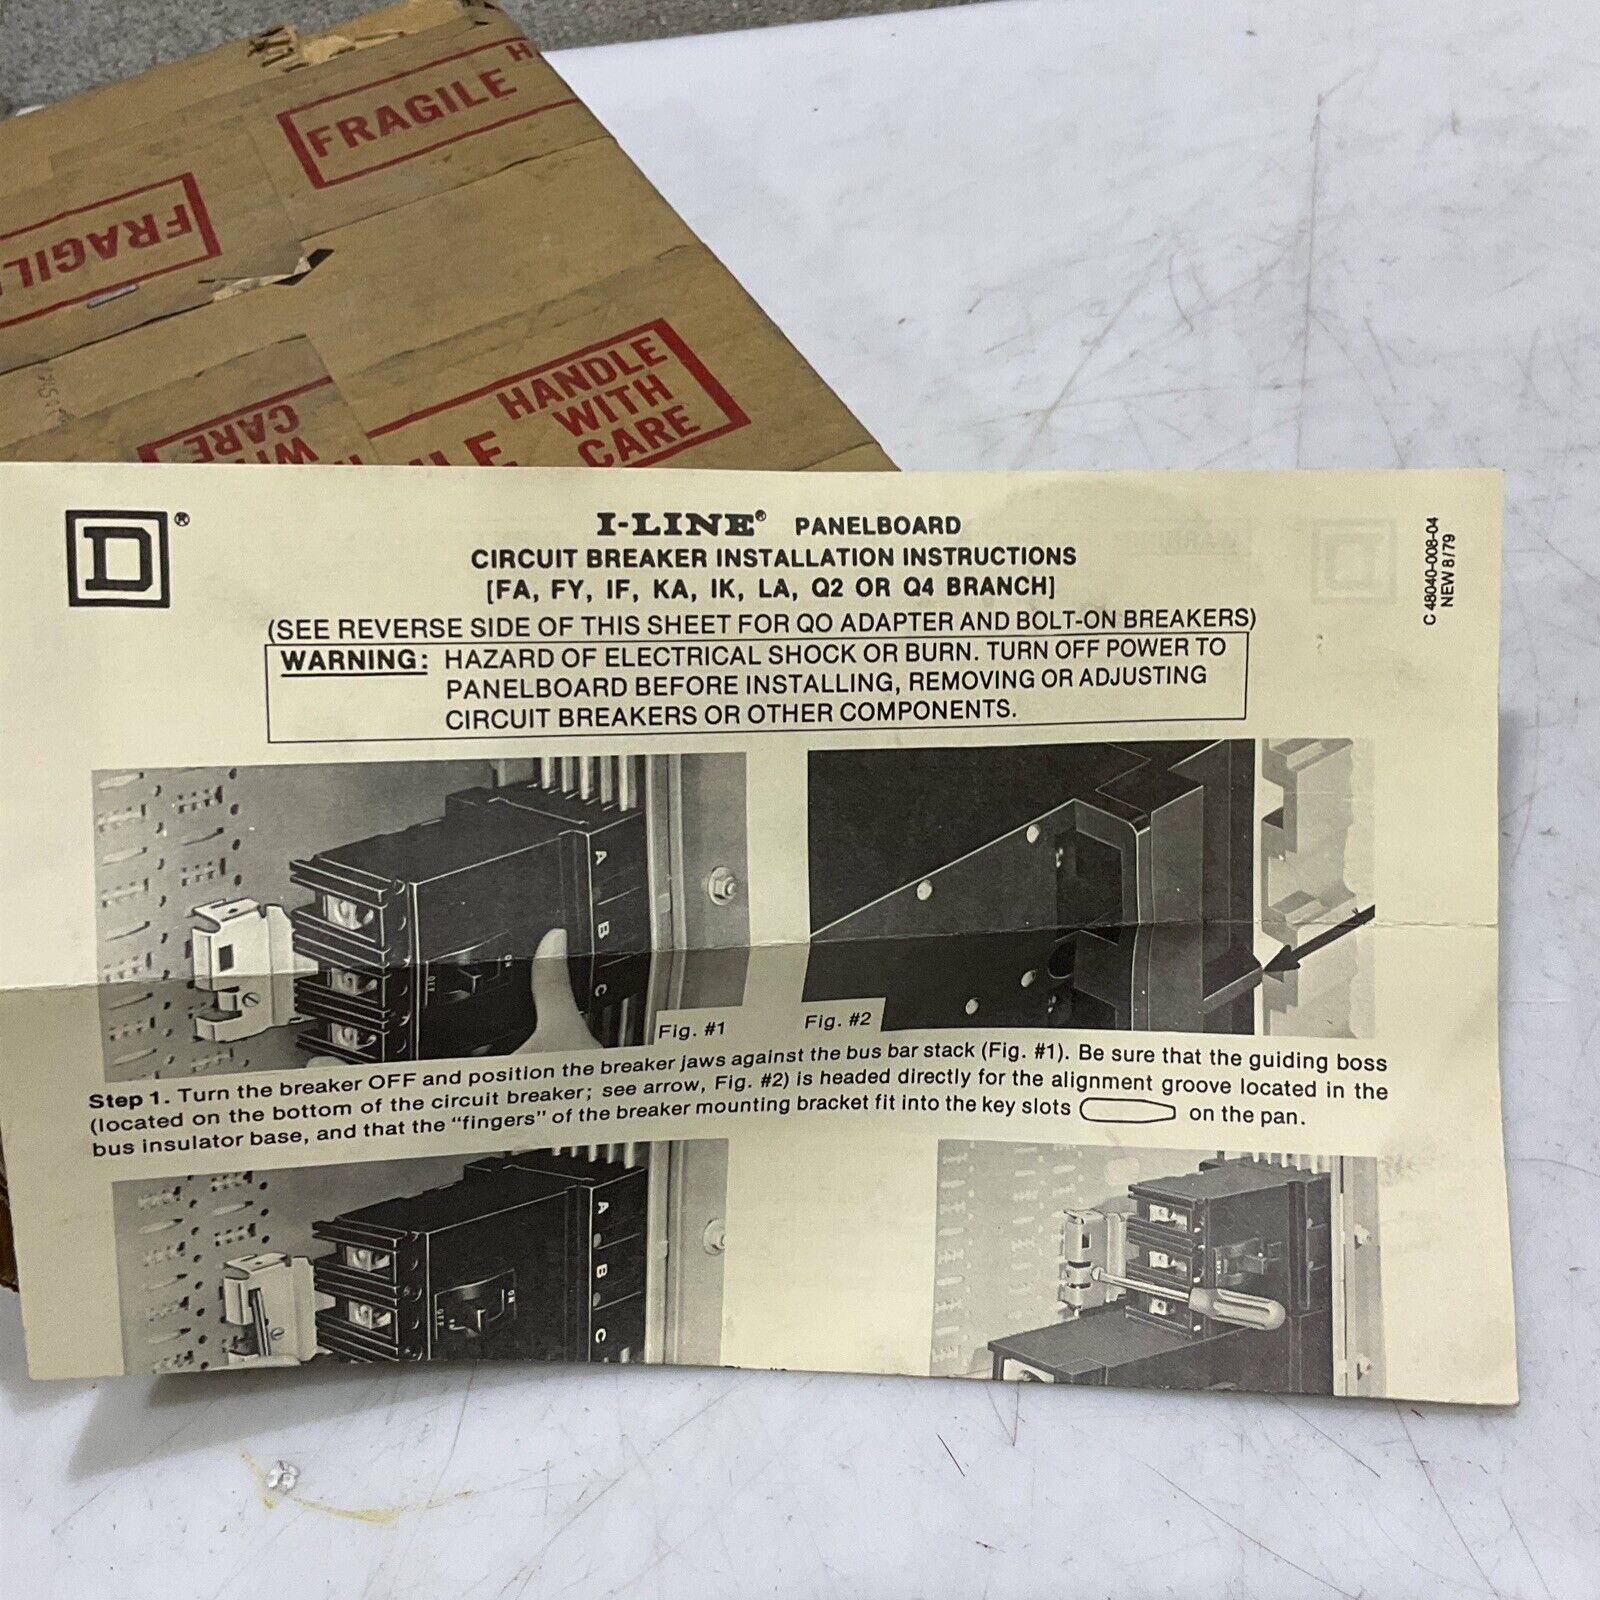 FRAGILE
H
FRAGIL
HANDLE
WITH
CARE
CARE
D®
I-LINE® PANELBOARD
CIRCUIT BREAKER INSTALLATION INSTRUCTIONS
[FA, FY, IF, KA, IK, LA, Q2 OR Q4 BRANCH]
(SEE REVERSE SIDE OF THIS SHEET FOR QO ADAPTER AND BOLT-ON BREAKERS)
WARNING: HAZARD OF ELECTRICAL SHOCK OR BURN. TURN OFF POWER TO
PANELBOARD BEFORE INSTALLING, REMOVING OR ADJUSTING
CIRCUIT BREAKERS OR OTHER COMPONENTS.
C 48040-008-04
NEW 8/79
A
B
C
OFF
ON
Fig. #1
Fig. #2
Step 1. Turn the breaker OFF and position the breaker jaws against the bus bar stack (Fig. #1). Be sure that the guiding boss
(located on the bottom of the circuit breaker; see arrow, Fig. #2) is headed directly for the alignment groove located in the
bus insulator base, and that the "fingers" of the breaker mounting bracket fit into the key slots on the pan.
A
B
C
OFF
ON